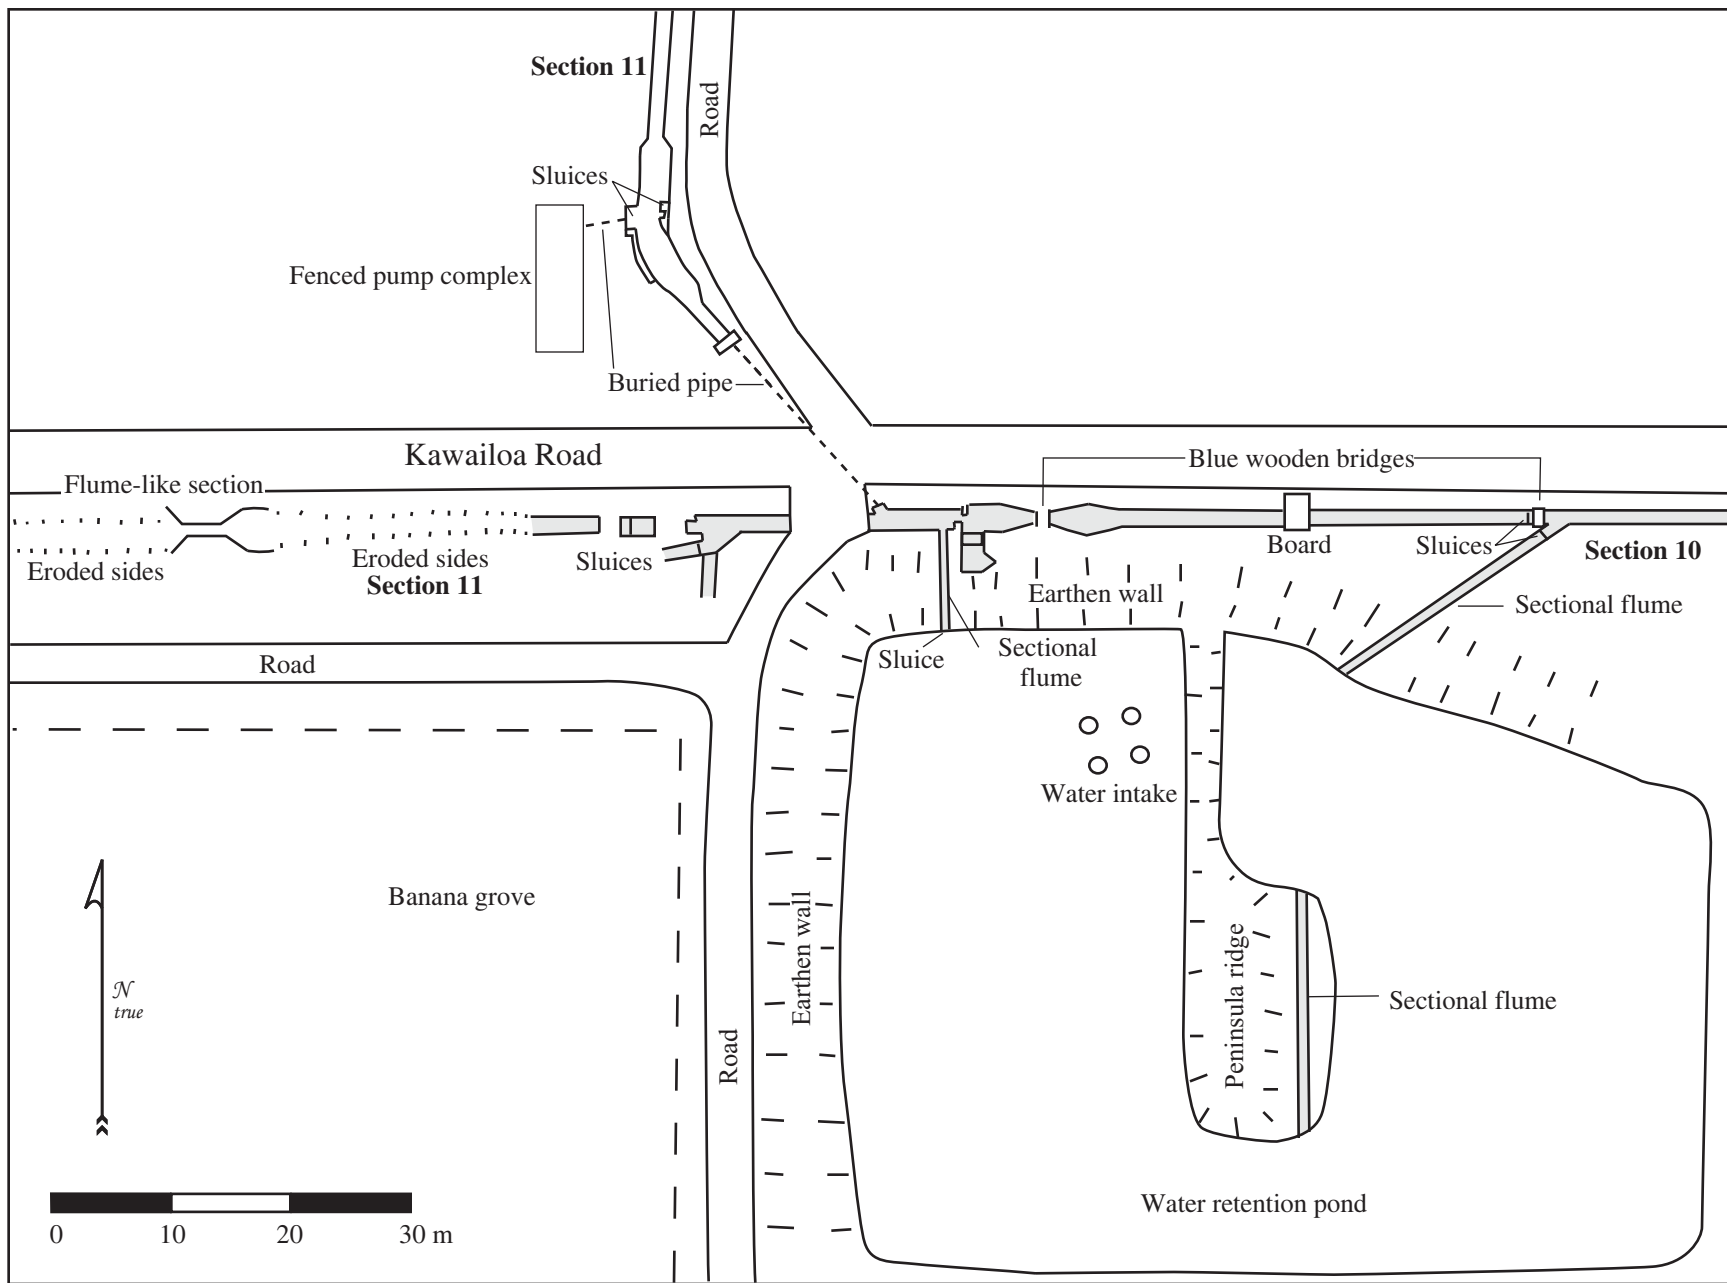 Section 11
Road
Sluices
Fenced pump complex
Buried pipe
Kawailoa Road
Blue wooden bridges
Flume-like section
Eroded sides
Eroded sides
Section 11
Sluices
Board
Sluices
Section 10
Earthen wall
Sectional flume
Road
Sluice
Sectional
flume
Water intake
Banana grove
Earthen wall
Peninsula ridge
Sectional flume
N
true
Road
Water retention pond
0 10 20 30 m